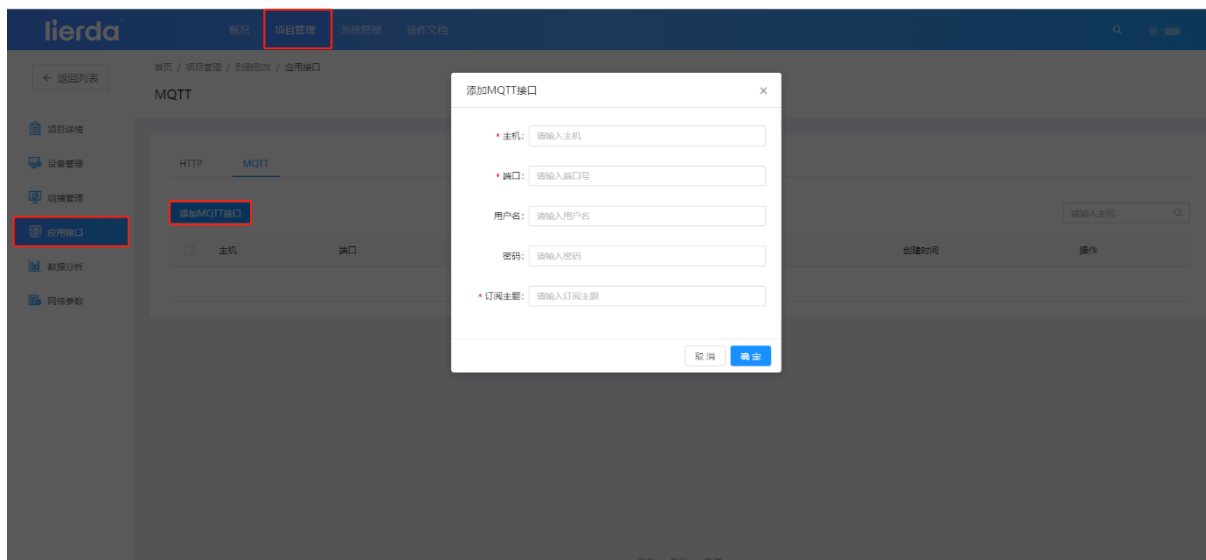 lierda
概况 项目管理 系统管理 操作文档
← 返回列表
首页 / 项目管理 / / 应用接口
MQTT
项目详情
设备管理
组播管理
应用接口
数据分析
网络参数
HTTP MQTT
添加MQTT接口
请输入主机
主机 端口 创建时间 操作
添加MQTT接口 ×
* 主机: 请输入主机
* 端口: 请输入端口号
用户名: 请输入用户名
密码: 请输入密码
* 订阅主题: 请输入订阅主题
取消 确定